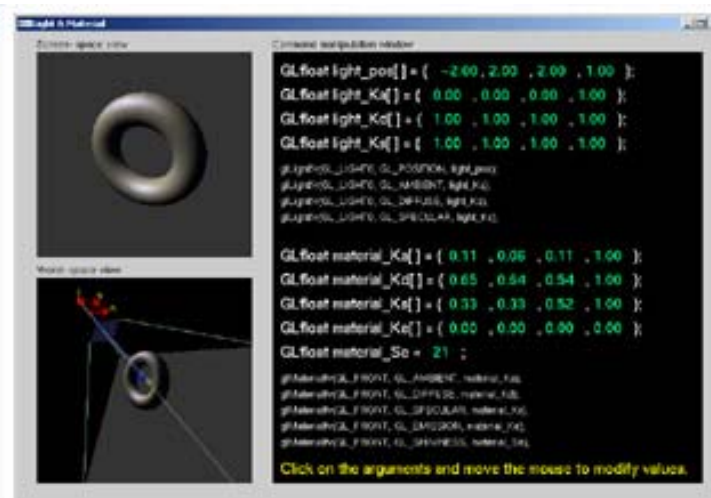 Light & Material
Screen-space view
Command manipulation window
GLfloat light_pos[] = { -2.00 , 2.00 , 2.00 , 1.00 };
GLfloat light_Ka[] = { 0.00 , 0.00 , 0.00 , 1.00 };
GLfloat light_Kd[] = { 1.00 , 1.00 , 1.00 , 1.00 };
GLfloat light_Ks[] = { 1.00 , 1.00 , 1.00 , 1.00 };
glLightfv(GL_LIGHT0, GL_POSITION, light_pos);
glLightfv(GL_LIGHT0, GL_AMBIENT, light_Ka);
glLightfv(GL_LIGHT0, GL_DIFFUSE, light_Kd);
glLightfv(GL_LIGHT0, GL_SPECULAR, light_Ks);
World-space view
GLfloat material_Ka[] = { 0.11 , 0.06 , 0.11 , 1.00 };
GLfloat material_Kd[] = { 0.65 , 0.64 , 0.54 , 1.00 };
GLfloat material_Ks[] = { 0.33 , 0.33 , 0.52 , 1.00 };
GLfloat material_Ke[] = { 0.00 , 0.00 , 0.00 , 0.00 };
GLfloat material_Se = 21 ;
glMaterialfv(GL_FRONT, GL_AMBIENT, material_Ka);
glMaterialfv(GL_FRONT, GL_DIFFUSE, material_Kd);
glMaterialfv(GL_FRONT, GL_SPECULAR, material_Ks);
glMaterialfv(GL_FRONT, GL_EMISSION, material_Ke);
glMaterialfv(GL_FRONT, GL_SHININESS, material_Se);
Click on the arguments and move the mouse to modify values.